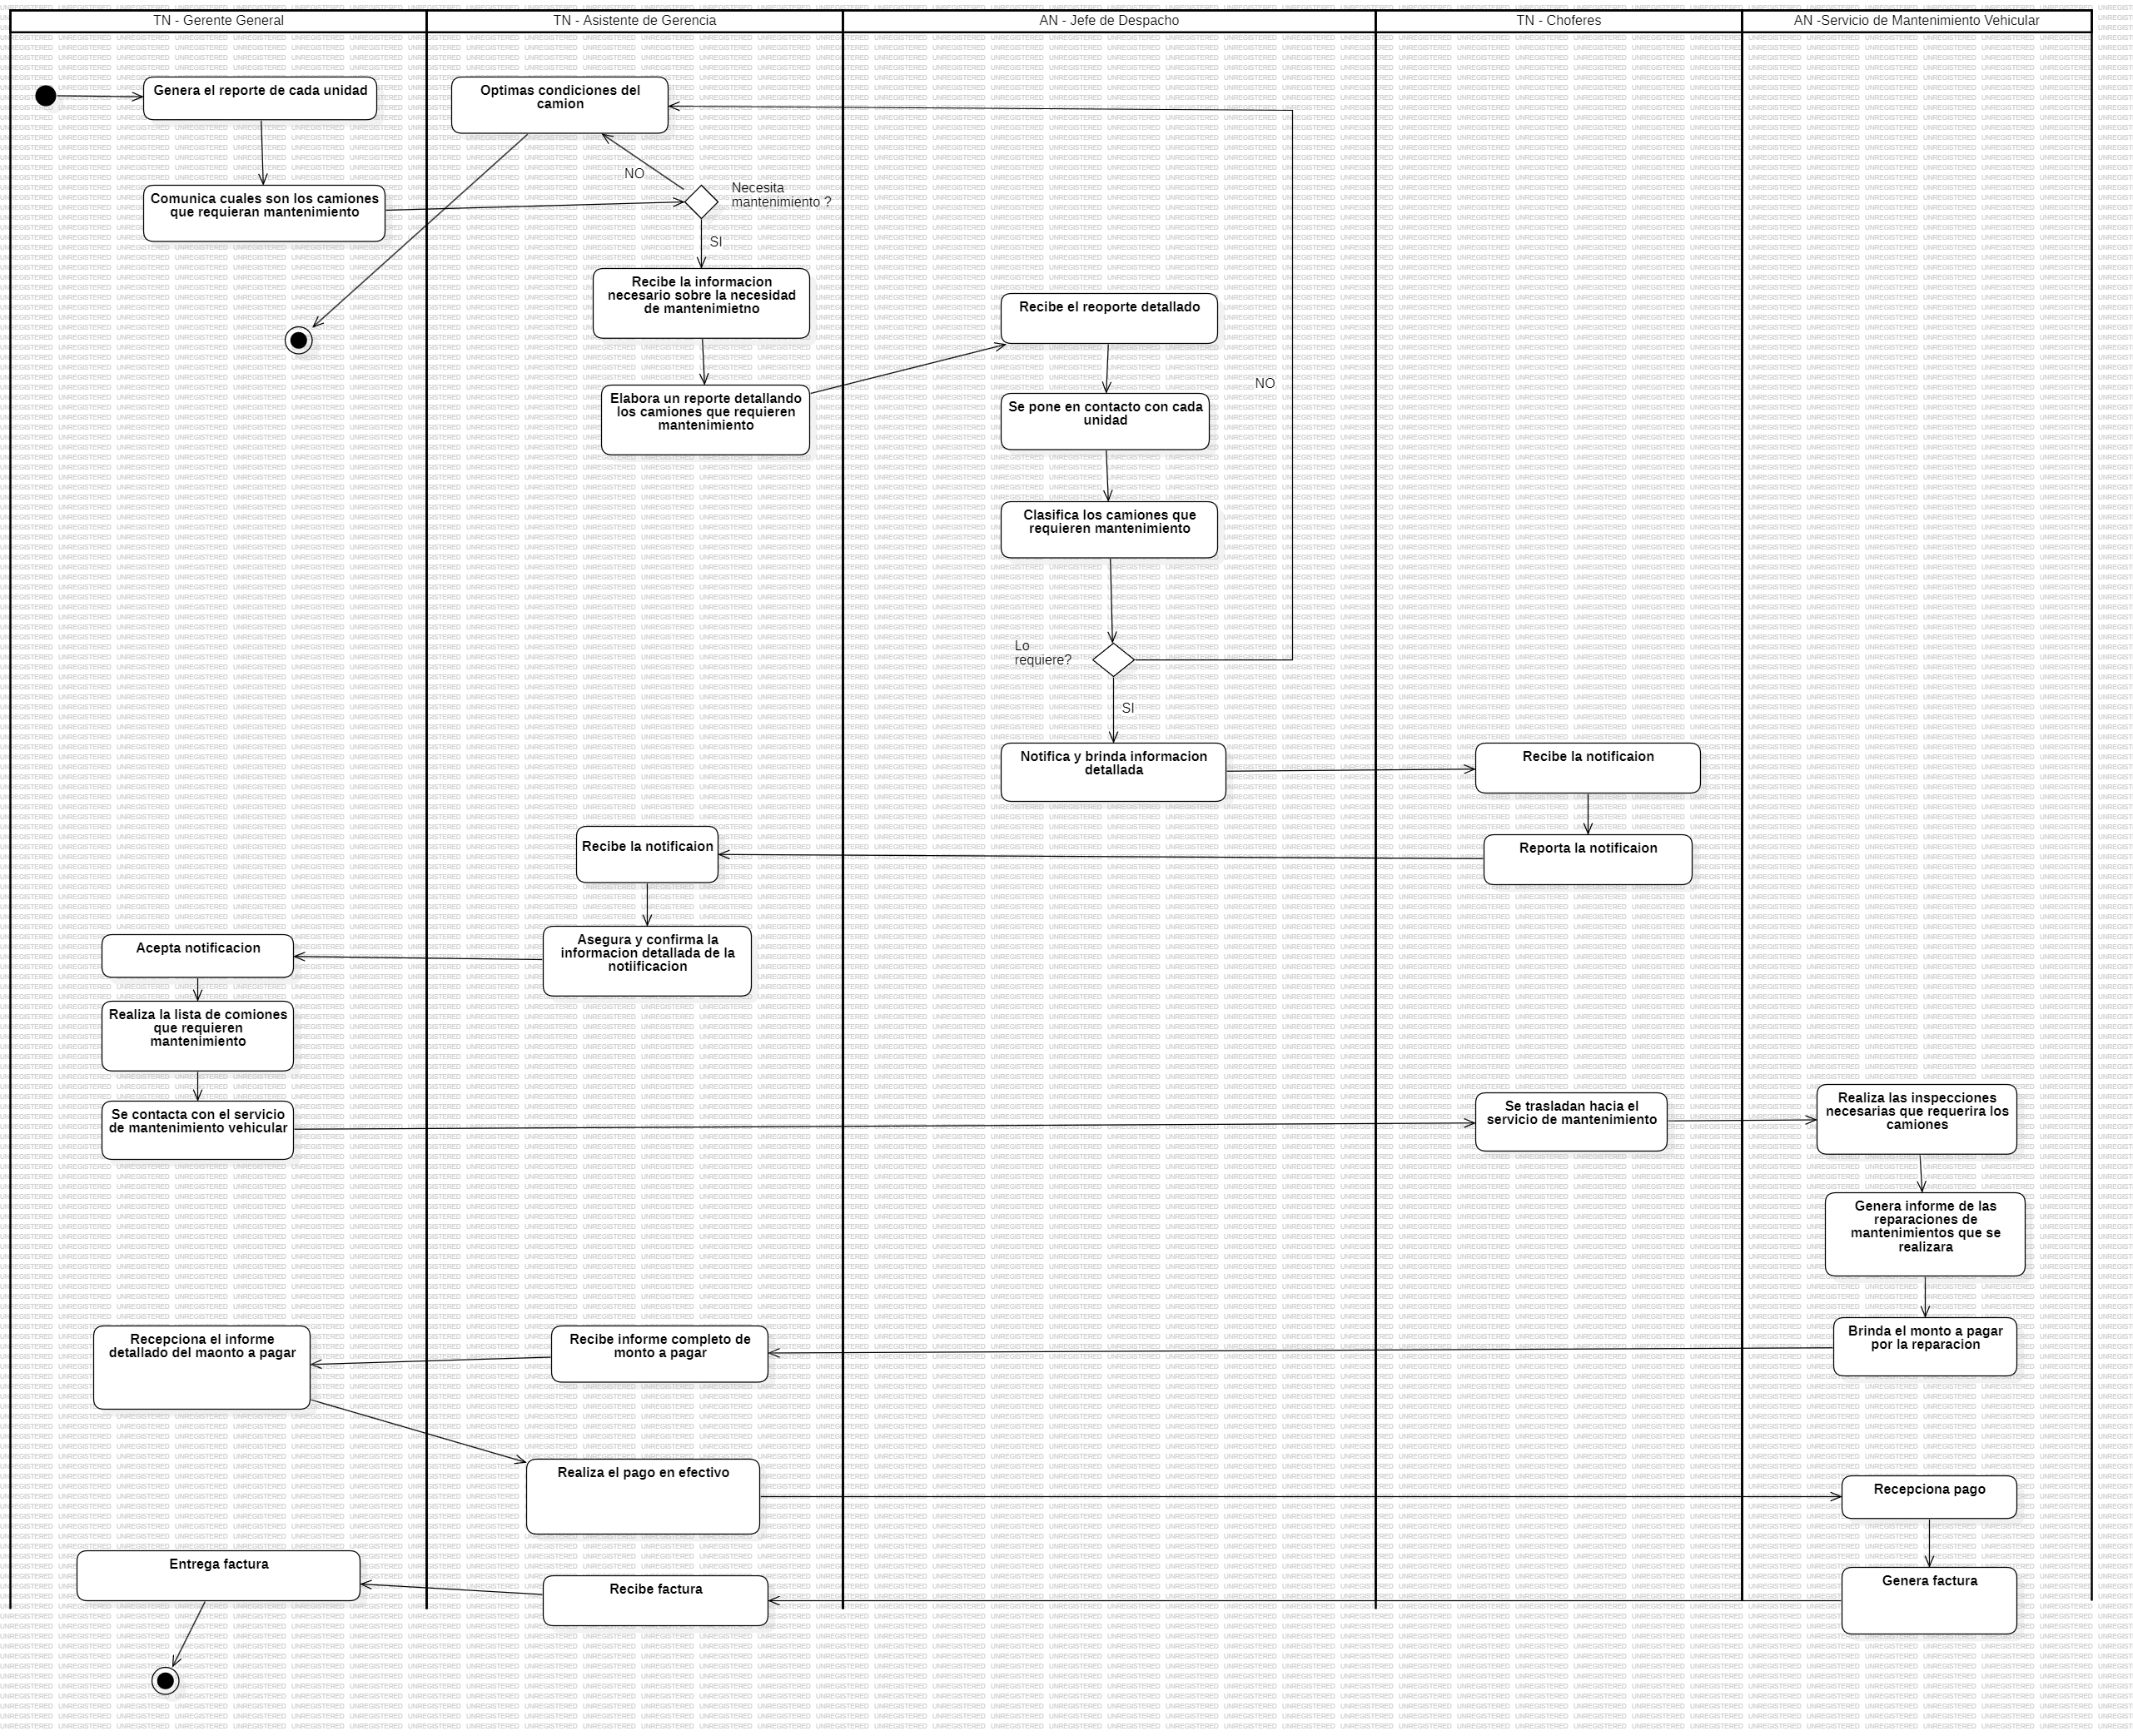 TN - Gerente General
TN - Asistente de Gerencia
AN - Jefe de Despacho
TN - Choferes
AN -Servicio de Mantenimiento Vehicular
Genera el reporte de cada unidad
Optimas condiciones del
camion
NO
Necesita
mantenimiento ?
Comunica cuales son los camiones
que requieran mantenimiento
SI
Recibe la informacion
necesario sobre la necesidad
de mantenimietno
Recibe el reoporte detallado
NO
Elabora un reporte detallando
los camiones que requieren
mantenimiento
Se pone en contacto con cada
unidad
Clasifica los camiones que
requieren mantenimiento
Lo
requiere?
SI
Notifica y brinda informacion
detallada
Recibe la notificaion
Recibe la notificaion
Reporta la notificaion
Acepta notificacion
Asegura y confirma la
informacion detallada de la
notiificacion
Realiza la lista de comiones
que requieren
mantenimiento
Se contacta con el servicio
de mantenimiento vehicular
Se trasladan hacia el
servicio de mantenimiento
Realiza las inspecciones
necesarias que requerira los
camiones
Genera informe de las
reparaciones de
mantenimientos que se
realizara
Recepciona el informe
detallado del maonto a pagar
Recibe informe completo de
monto a pagar
Brinda el monto a pagar
por la reparacion
Realiza el pago en efectivo
Recepciona pago
Entrega factura
Recibe factura
Genera factura
UNREGISTERED